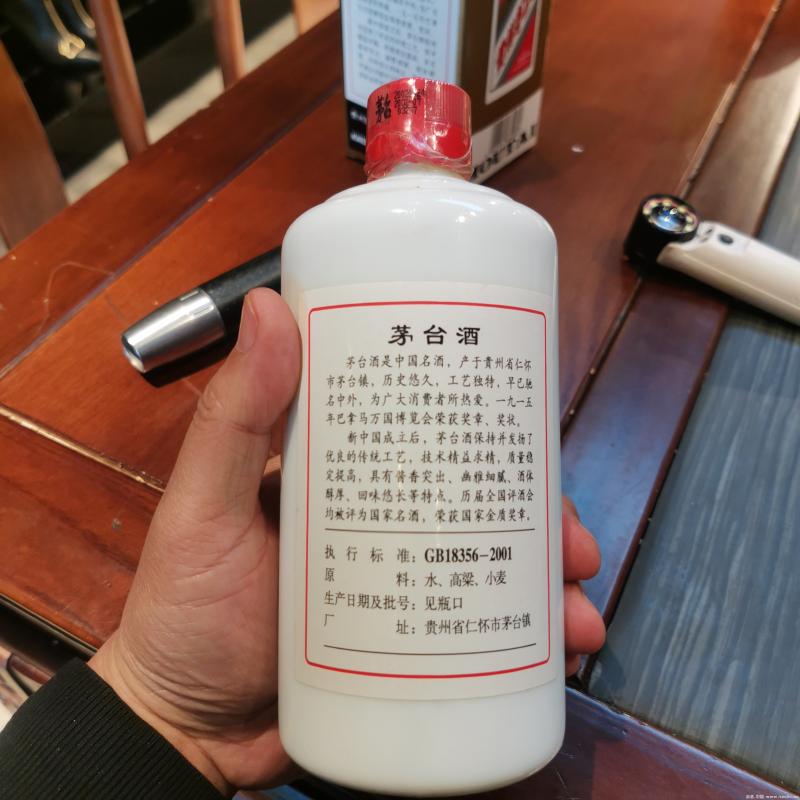 茅台
茅台酒
茅台酒是中国名酒，产于贵州省仁怀
市茅台镇，历史悠久，工艺独特，早已驰
名中外，为广大消费者所热爱，一九一五
年巴拿马万国博览会荣获奖章、奖状。
新中国成立后，茅台酒保持并发扬了
优良的传统工艺，技术精益求精，质量稳
定提高，具有酱香突出、幽雅细腻、酒体
醇厚、回味悠长等特点。历届全国评酒会
均被评为国家名酒，荣获国家金质奖章。
执行标准：GB18356-2001
原料：水、高粱、小麦
生产日期及批号：见瓶口
厂址：贵州省仁怀市茅台镇